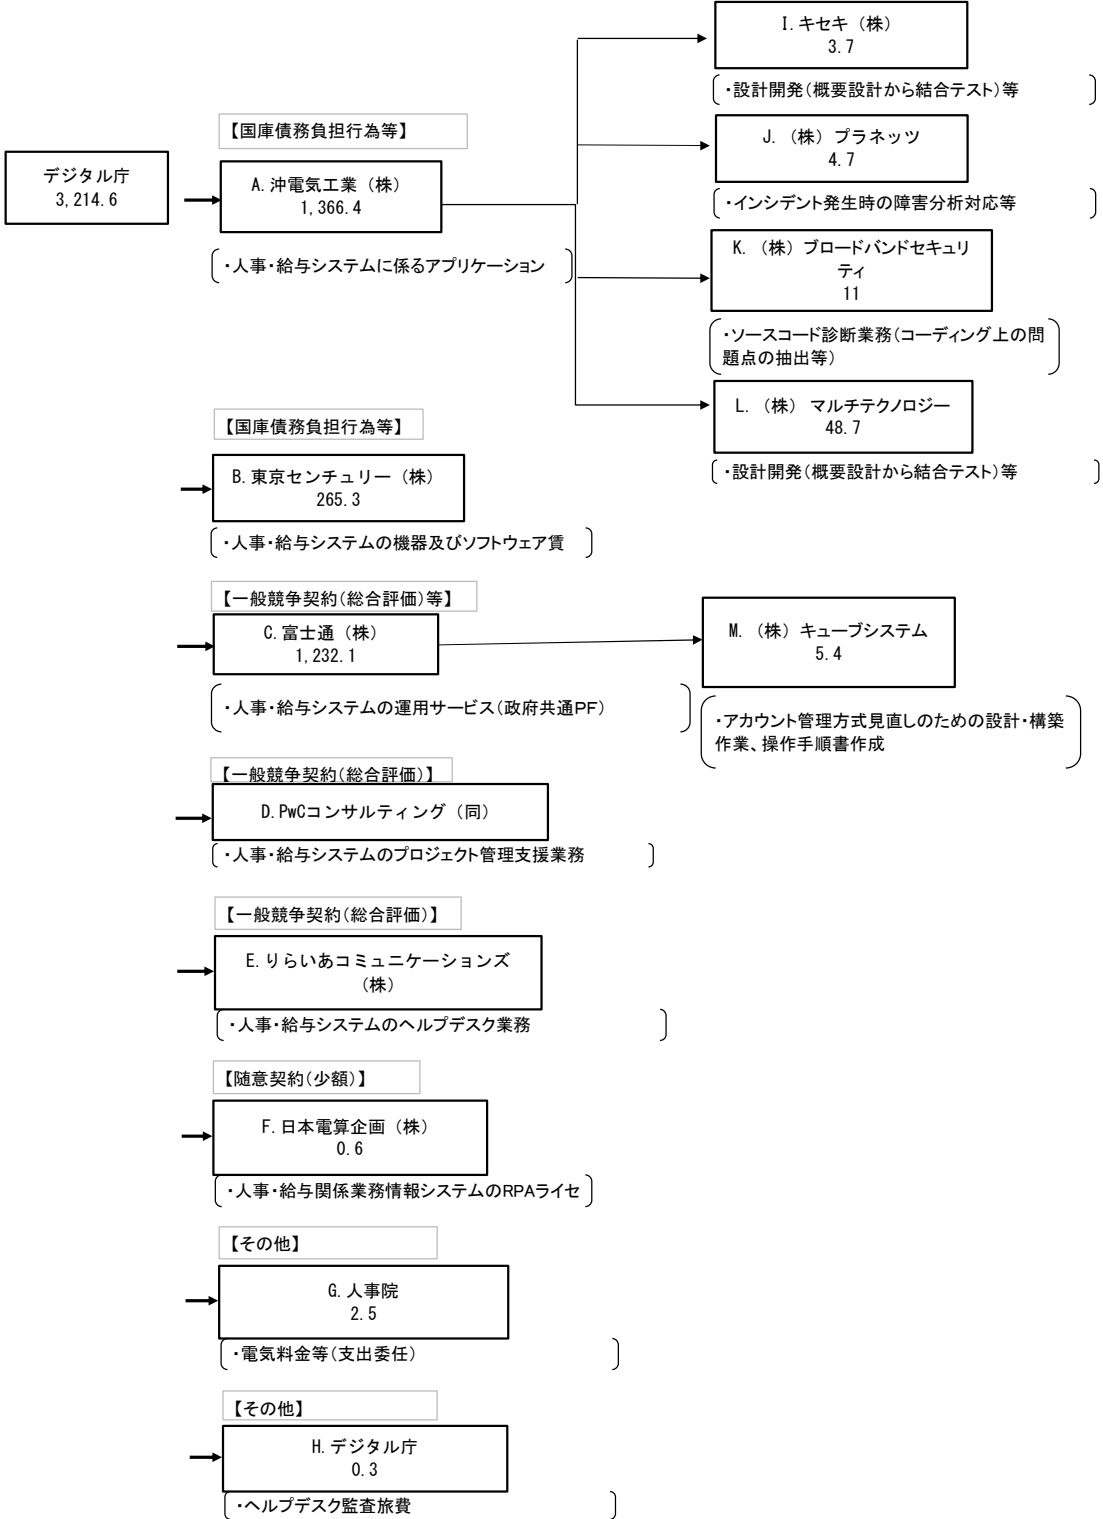 デジタル庁
3,214.6
【国庫債務負担行為等】
A.沖電気工業（株）
1,366.4
・人事・給与システムに係るアプリケーション
I.キセキ（株）
3.7
・設計開発（概要設計から結合テスト）等
J.（株）プラネッツ
4.7
・インシデント発生時の障害分析対応等
K.（株）ブロードバンドセキュリ
ティ
11
・ソースコード診断業務（コーディング上の問
題点の抽出等）
L.（株） マルチテクノロジー
48.7
・設計開発（概要設計から結合テスト）等
【国庫債務負担行為等】
B.東京センチュリー（株）
265.3
・人事・給与システムの機器及びソフトウェア賃
【一般競争契約（総合評価）等】
C.富士通（株）
1,232.1
・人事・給与システムの運用サービス（政府共通PF）
M.（株）キューブシステム
5.4
・アカウント管理方式見直しのための設計・構築
作業、操作手順書作成
【一般競争契約（総合評価）】
D.PwCコンサルティング（同）
・人事・給与システムのプロジェクト管理支援業務
【一般競争契約（総合評価）】
E.りらいあコミュニケーションズ
（株）
・人事・給与システムのヘルプデスク業務
【随意契約（少額）】
F.日本電算企画（株）
0.6
・人事・給与関係業務情報システムのRPAライセ
【その他】
G.人事院
2.5
・電気料金等（支出委任）
【その他】
H.デジタル庁
0.3
・ヘルプデスク監査旅費